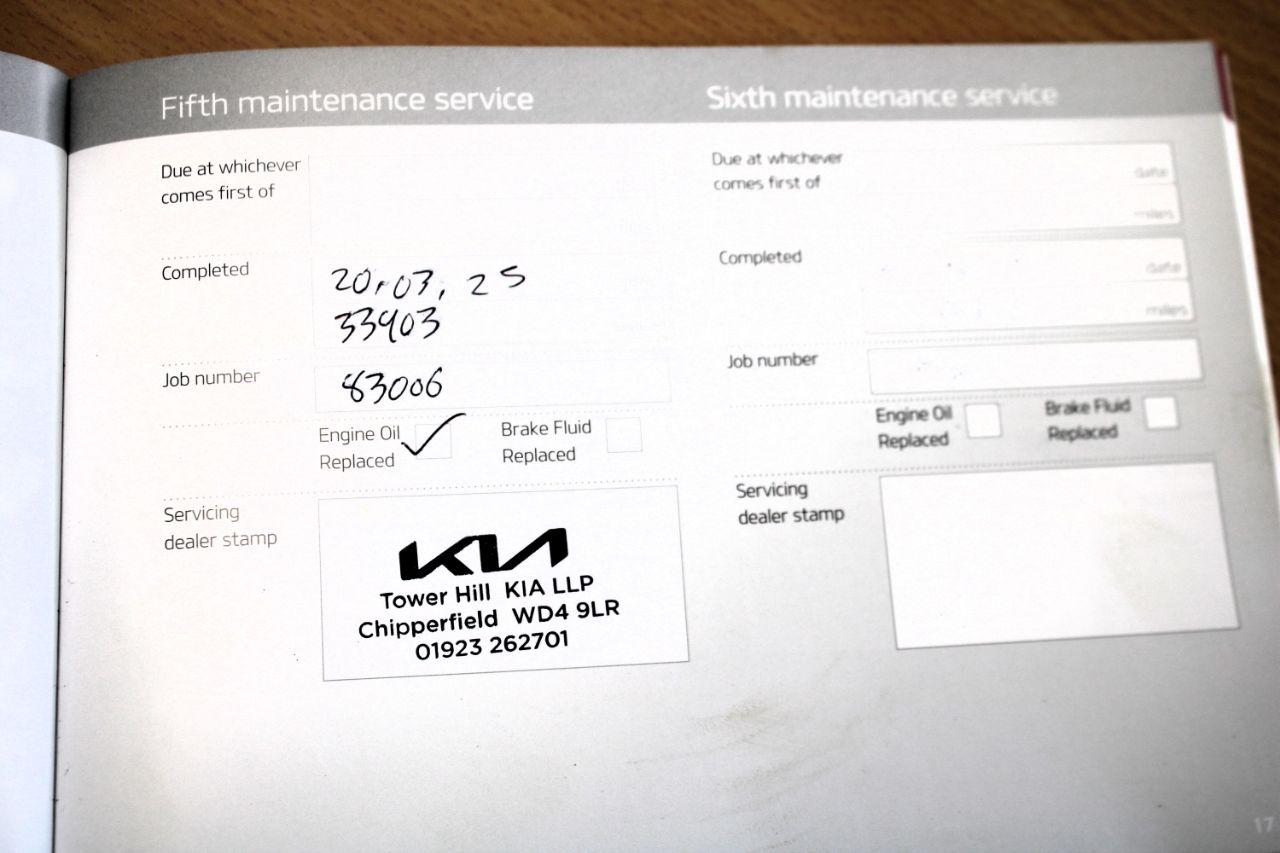 Fifth maintenance service
Due at whichever
comes first of
Completed
20.03.25
33903
Job number
83006
Engine Oil
Replaced
Brake Fluid
Replaced
Servicing
dealer stamp
KIA
Tower Hill KIA LLP
Chipperfield WD4 9LR
01923 262701
Sixth maintenance service
Due at whichever
comes first of
date
miles
Completed
date
miles
Job number
Engine Oil
Replaced
Brake Fluid
Replaced
Servicing
dealer stamp
17